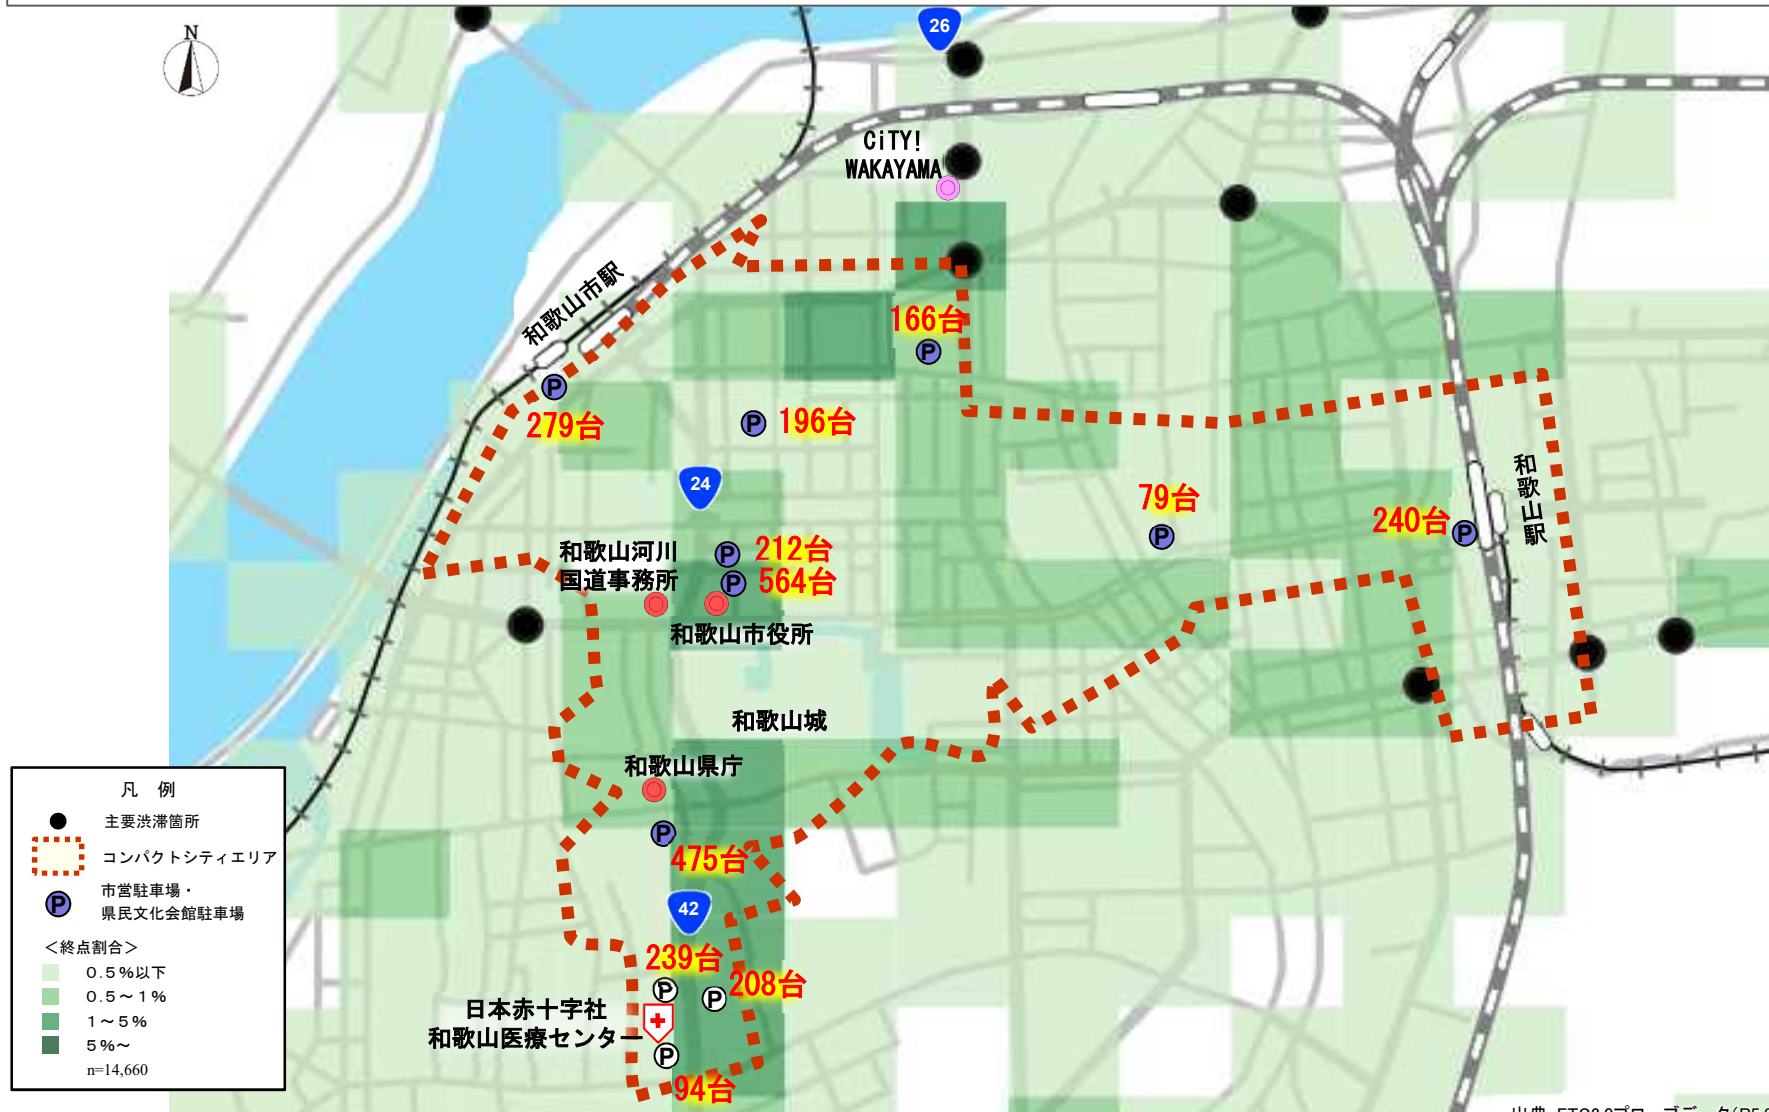 N
26
CiTY!
WAKAYAMA
和歌山市駅
166台
P
P
279台
P
196台
24
和歌山駅
79台
P
240台
P
和歌山河川
国道事務所
P
212台
P
564台
和歌山市役所
和歌山城
和歌山県庁
P
475台
42
239台
P
208台
P
日本赤十字社
和歌山医療センター
P
94台
凡 例
主要渋滞箇所
コンパクトシティエリア
P
市営駐車場・
県民文化会館駐車場
＜終点割合＞
0.5%以下
0.5～1%
1～5%
5%～
n=14,660